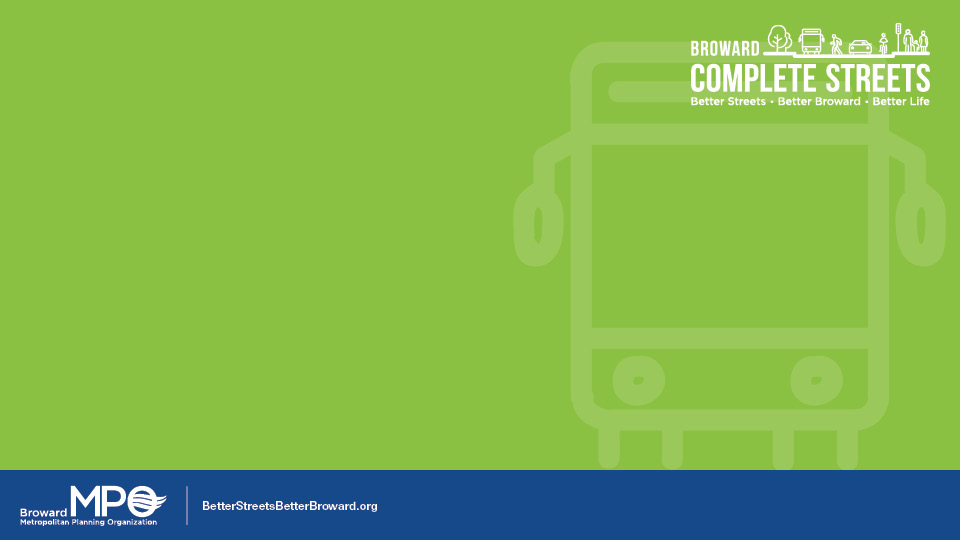 BROWARD
COMPLETE STREETS
Better Streets • Better Broward • Better Life
Broward MPO
Metropolitan Planning Organization
BetterStreetsBetterBroward.org